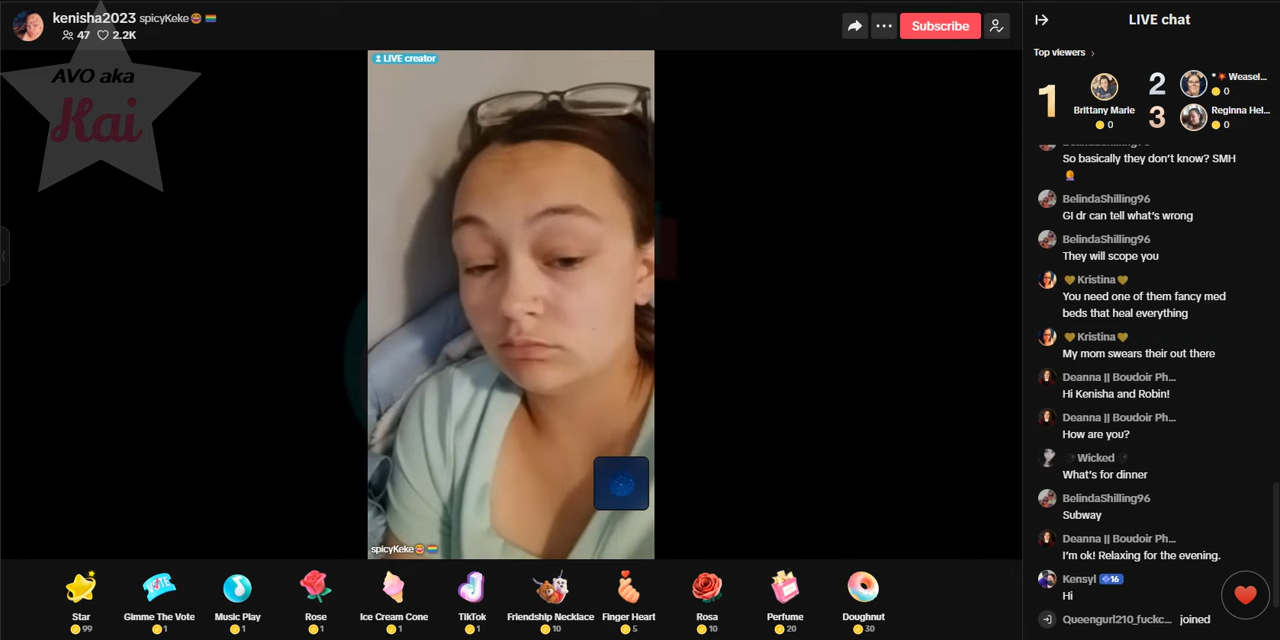 kenisha2023 spicyKeke
47 2.2K
Subscribe
AVO aka
Kai
LIVE creator
spicyKeke
Star
99
Gimme The Vote
1
Music Play
1
Rose
1
Ice Cream Cone
1
TikTok
1
Friendship Necklace
10
Finger Heart
5
Rosa
10
Perfume
20
Doughnut
30
LIVE chat
Top viewers
1
Brittany Marie
0
2
Weasel...
0
3
Reginna Hel...
0
So basically they don't know? SMH
BelindaShilling96
GI dr can tell what's wrong
BelindaShilling96
They will scope you
Kristina
You need one of them fancy med
beds that heal everything
Kristina
My mom swears their out there
Deanna || Boudoir Ph...
Hi Kenisha and Robin!
Deanna || Boudoir Ph...
How are you?
Wicked
What's for dinner
BelindaShilling96
Subway
Deanna || Boudoir Ph...
I'm ok! Relaxing for the evening.
Kensyl 16
Hi
Queengurl210_fuckc... joined